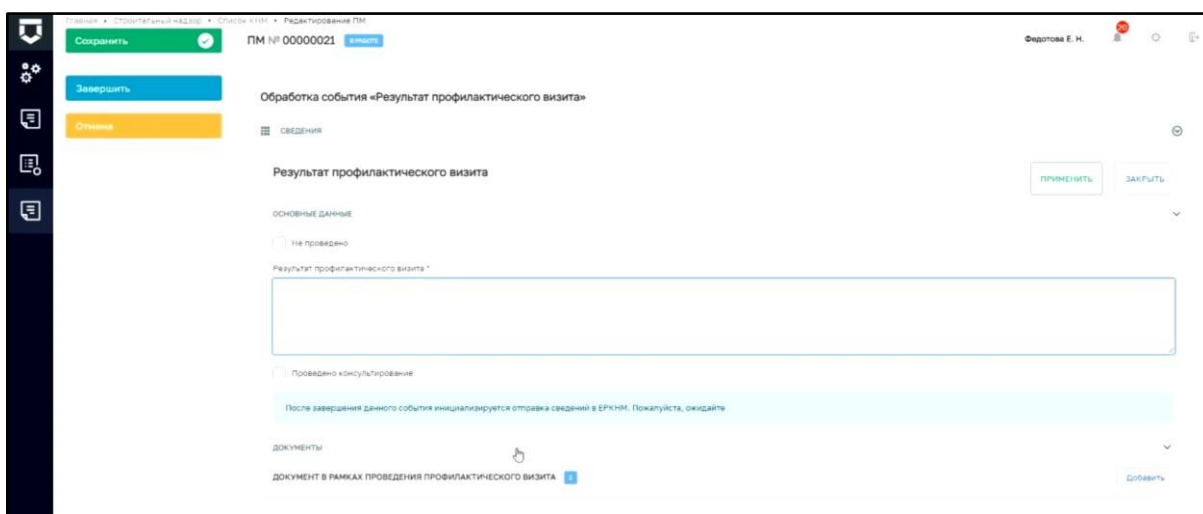 Главная • Строительный надзор • Список КНМ • Редактирование ПМ
Сохранить
ПМ № 00000021 В РАБОТЕ
Федотова Е. Н.
20
Завершить
Обработка события «Результат профилактического визита»
Отмена
СВЕДЕНИЯ
Результат профилактического визита
ПРИМЕНИТЬ
ЗАКРЫТЬ
ОСНОВНЫЕ ДАННЫЕ
Не проведено
Результат профилактического визита *
Проведено консультирование
После завершения данного события инициализируется отправка сведений в ЕРКНМ. Пожалуйста, ожидайте
ДОКУМЕНТЫ
ДОКУМЕНТ В РАМКАХ ПРОВЕДЕНИЯ ПРОФИЛАКТИЧЕСКОГО ВИЗИТА
Добавить